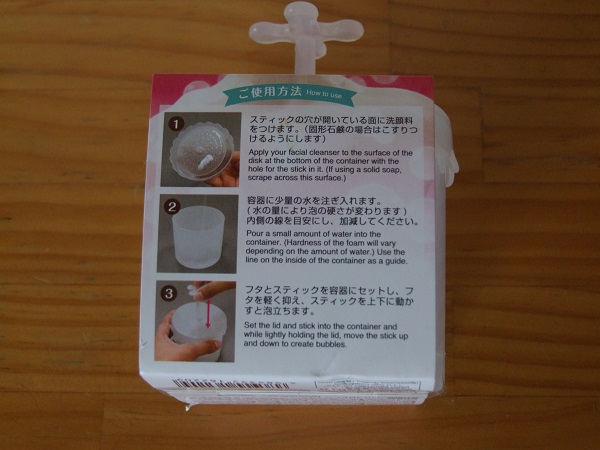 ご使用方法 How to use
1
スティックの穴が開いている面に洗顔料
をつけます。(固形石鹸の場合はこすりつ
けるようにします)
Apply your facial cleanser to the surface of the
disk at the bottom of the container with the
hole for the stick in it. (If using a solid soap,
scrape across this surface.)
2
容器に少量の水を注ぎ入れます。
(水の量により泡の硬さが変わります)
内側の線を目安にし、加減してください。
Pour a small amount of water into the
container. (Hardness of the foam will vary
depending on the amount of water.) Use the
line on the inside of the container as a guide.
3
フタとスティックを容器にセットし、フ
タを軽く抑え、スティックを上下に動か
すと泡立ちます。
Set the lid and stick into the container and
while lightly holding the lid, move the stick up
and down to create bubbles.